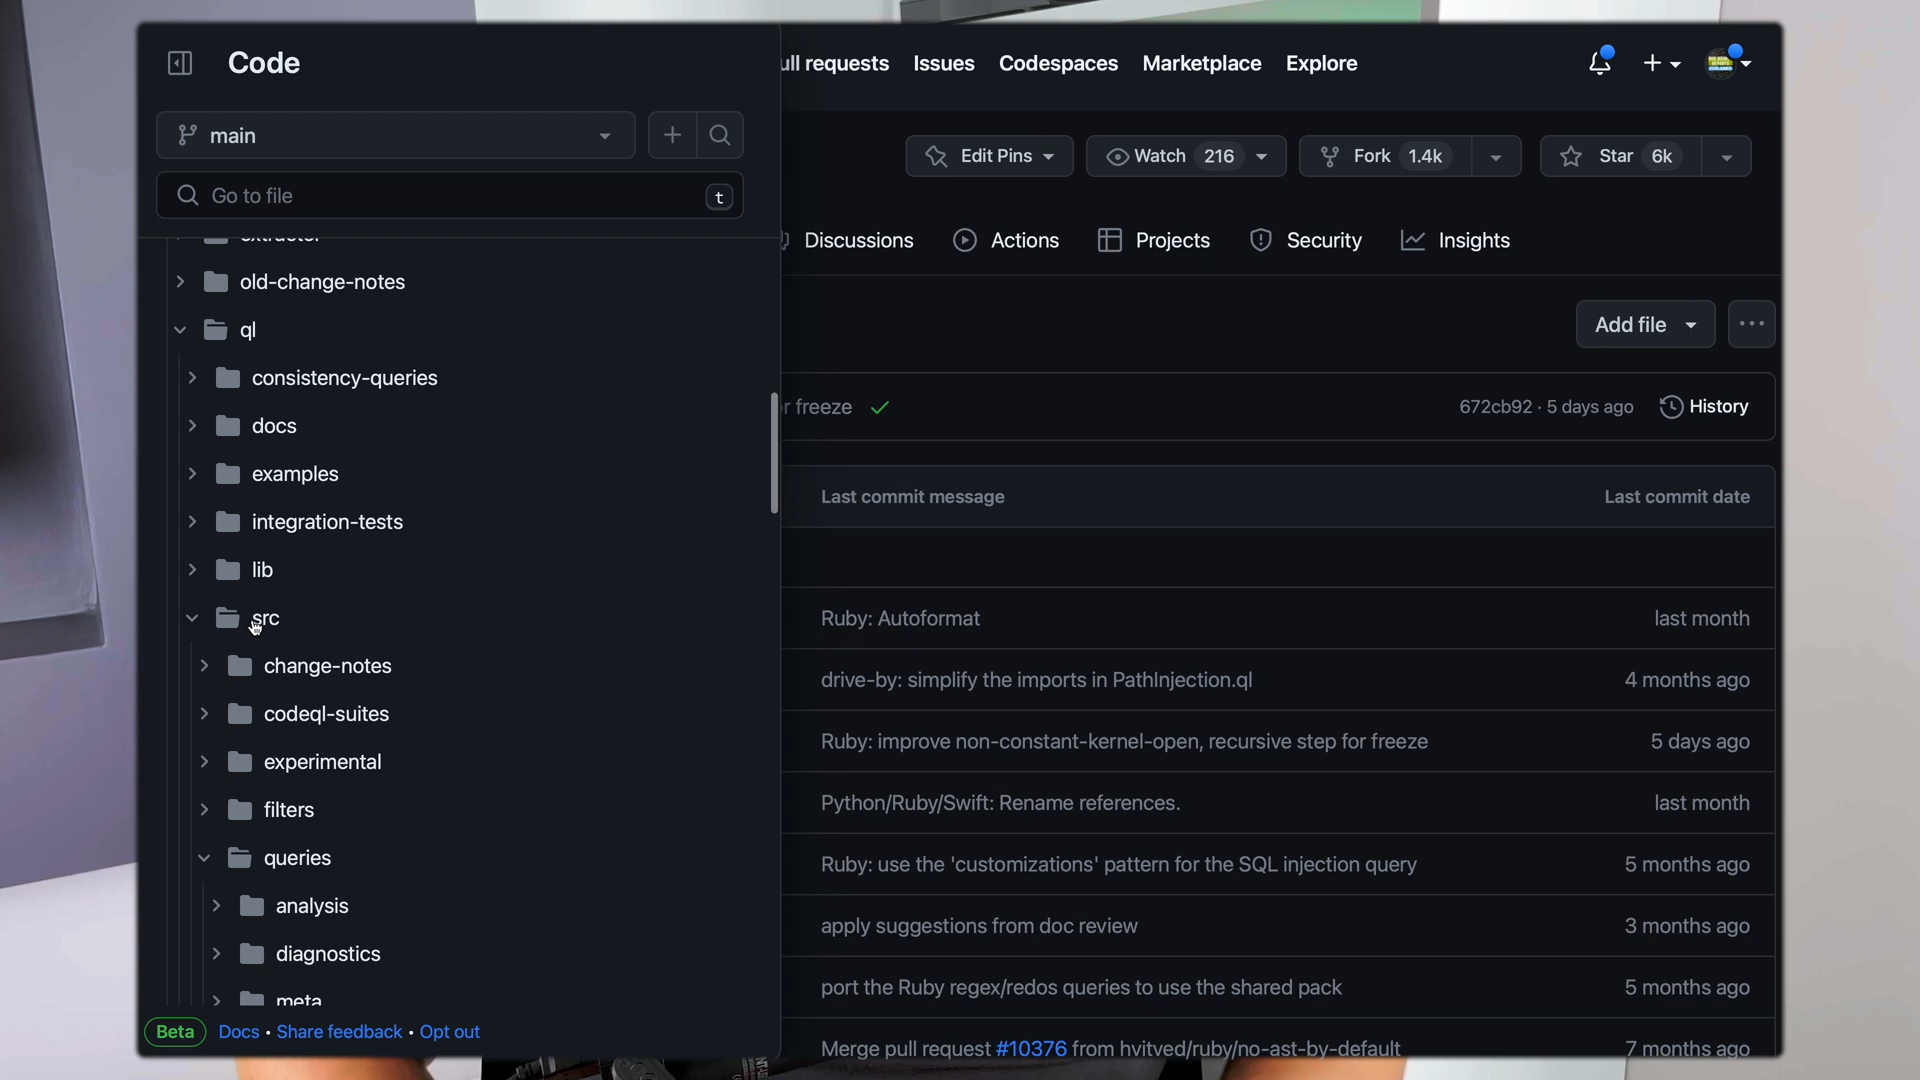 Code
ull requests
Issues
Codespaces
Marketplace
Explore
main
Edit Pins
Watch 216
Fork 1.4k
Star 6k
Go to file
t
Discussions
Actions
Projects
Security
Insights
old-change-notes
ql
Add file
consistency-queries
r freeze
672cb92 · 5 days ago
History
docs
examples
Last commit message
Last commit date
integration-tests
lib
src
Ruby: Autoformat
last month
change-notes
drive-by: simplify the imports in PathInjection.ql
4 months ago
codeql-suites
Ruby: improve non-constant-kernel-open, recursive step for freeze
5 days ago
experimental
filters
Python/Ruby/Swift: Rename references.
last month
queries
Ruby: use the 'customizations' pattern for the SQL injection query
5 months ago
analysis
apply suggestions from doc review
3 months ago
diagnostics
port the Ruby regex/redos queries to use the shared pack
5 months ago
meta
Beta
Docs • Share feedback • Opt out
Merge pull request #10376 from hvitved/ruby/no-ast-by-default
7 months ago